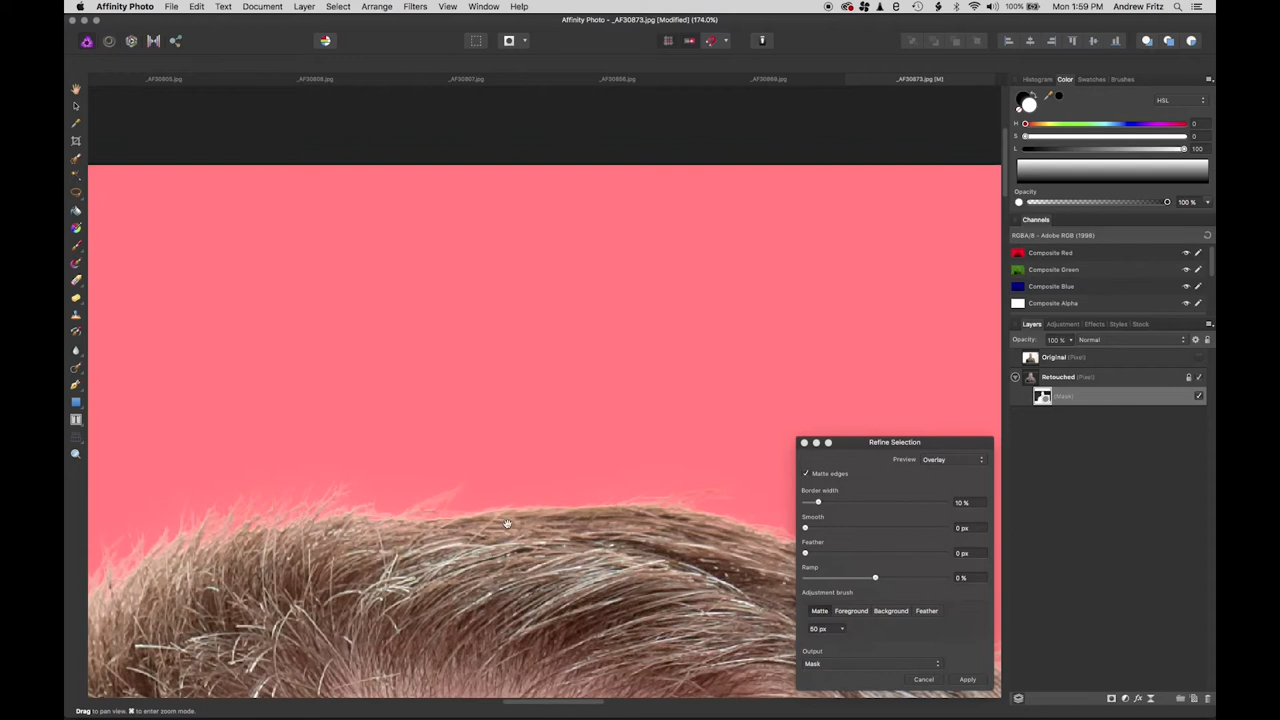 Affinity Photo File Edit Text Document Layer Select Arrange Filters View Window Help 100% Mon 1:59 PM Andrew Fritz
Affinity Photo - _AF30873.jpg [Modified] (174.0%)
_AF30805.jpg _AF30806.jpg _AF30807.jpg _AF30858.jpg _AF30869.jpg _AF30873.jpg [M]
Histogram Color Swatches Brushes
HSL
H 0
S 0
L 100
Opacity
100 %
Channels
RGBA/8 - Adobe RGB (1998)
Composite Red
Composite Green
Composite Blue
Composite Alpha
Layers Adjustment Effects Styles Stock
Opacity: 100 % Normal
Original (Pixel)
Retouched (Pixel)
(Mask)
Refine Selection
Preview Overlay
Matte edges
Border width
10 %
Smooth
0 px
Feather
0 px
Ramp
0 %
Adjustment brush
Matte Foreground Background Feather
50 px
Output
Mask
Cancel Apply
Drag to pan view. ⌘ to enter zoom mode.